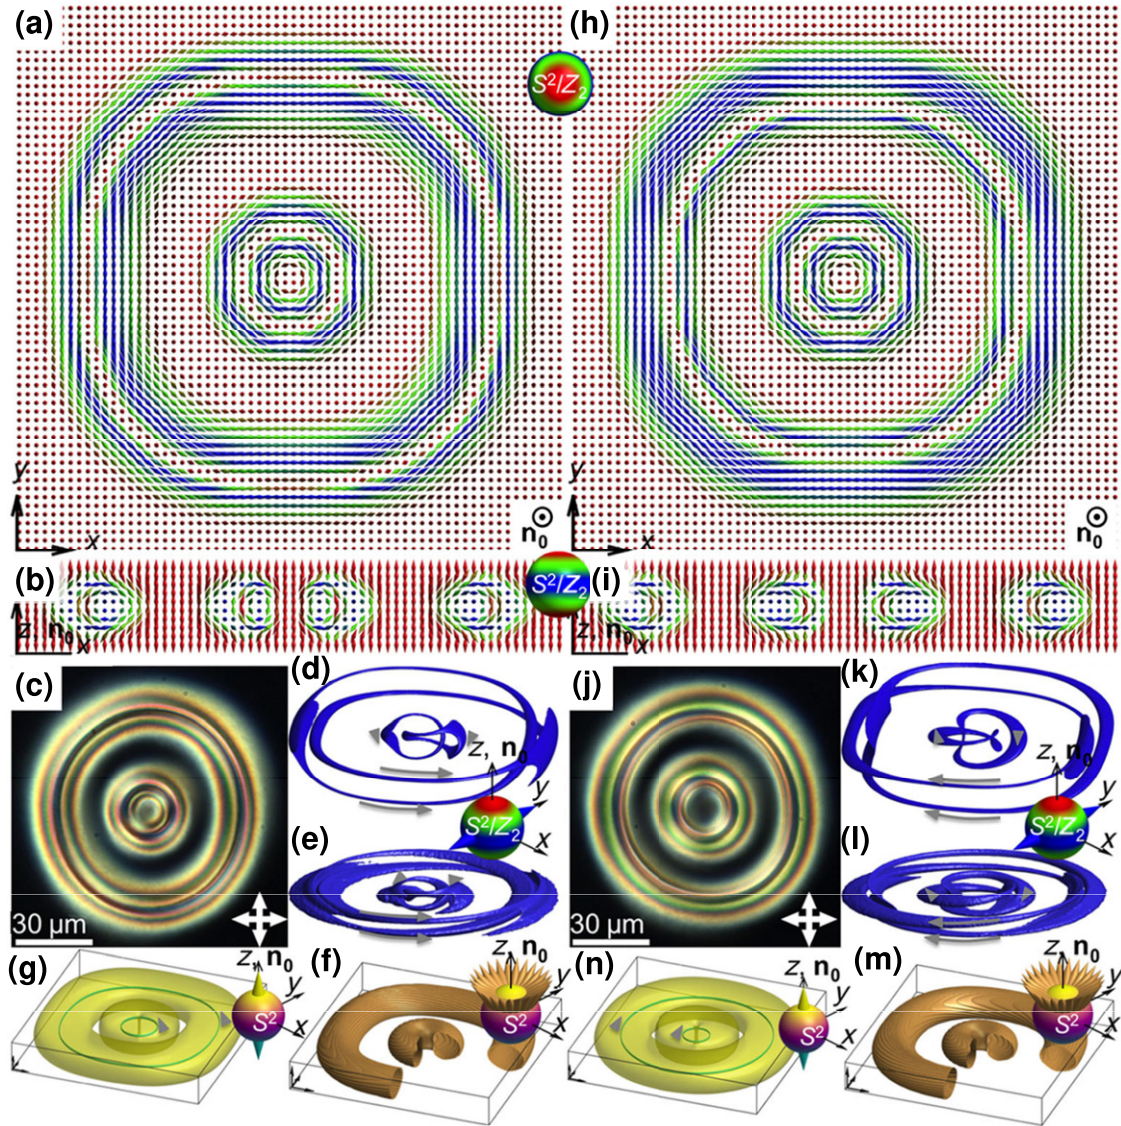 (a)
(h)
S²/Z₂
y
x
n₀
y
x
n₀
(b)
z, n₀
x
S²/Z₂
(i)
z, n₀
x
(c)
30 µm
(d)
z, n₀
y
x
S²/Z₂
(e)
(j)
30 µm
(k)
z, n₀
y
x
S²/Z₂
(l)
(g)
z, n₀
y
x
S²
(f)
z, n₀
y
x
S²
(n)
z, n₀
y
x
S²
(m)
z, n₀
y
x
S²